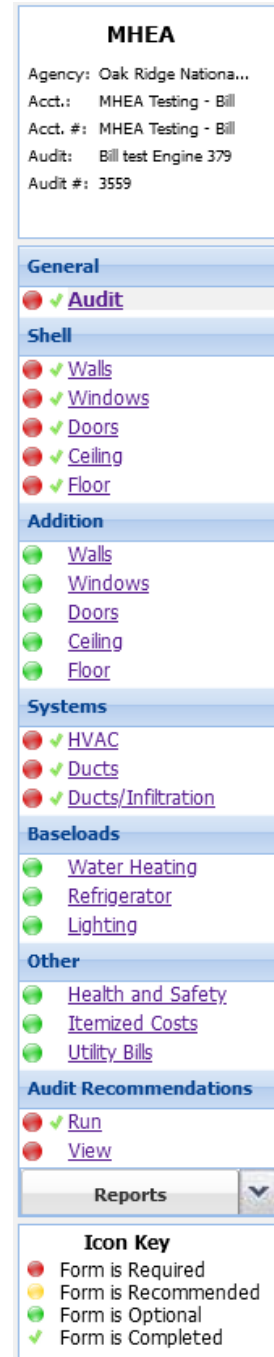 MHEA
Agency: Oak Ridge Nationa...
Acct.: MHEA Testing - Bill
Acct. #: MHEA Testing - Bill
Audit: Bill test Engine 379
Audit #: 3559
General
Audit
Shell
Walls
Windows
Doors
Ceiling
Floor
Addition
Walls
Windows
Doors
Ceiling
Floor
Systems
HVAC
Ducts
Ducts/Infiltration
Baseloads
Water Heating
Refrigerator
Lighting
Other
Health and Safety
Itemized Costs
Utility Bills
Audit Recommendations
Run
View
Reports
Icon Key
Form is Required
Form is Recommended
Form is Optional
Form is Completed